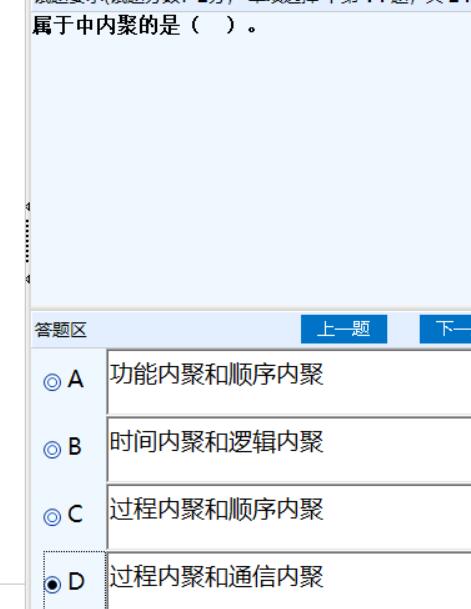 属于中内聚的是（　）。
答题区
上一题
下一
A 功能内聚和顺序内聚
B 时间内聚和逻辑内聚
C 过程内聚和顺序内聚
D 过程内聚和通信内聚